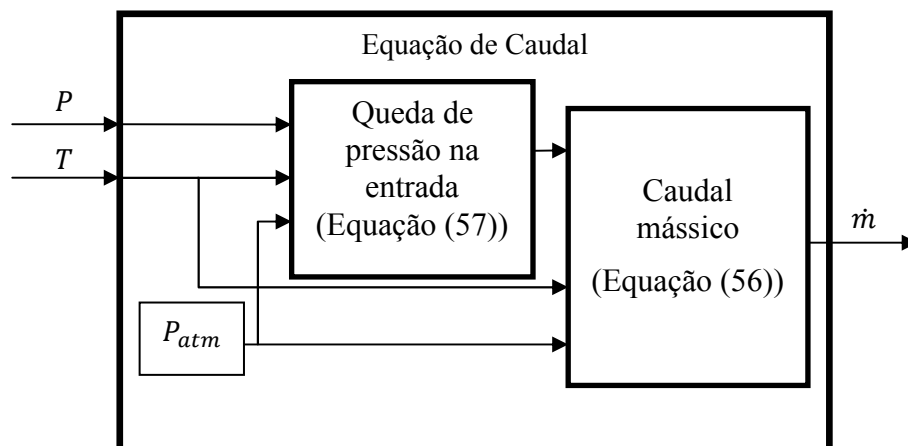 Equação de Caudal
P
T
Queda de
pressão na
entrada
(Equação (57))
Caudal
mássico
(Equação (56))
ṁ
P_atm